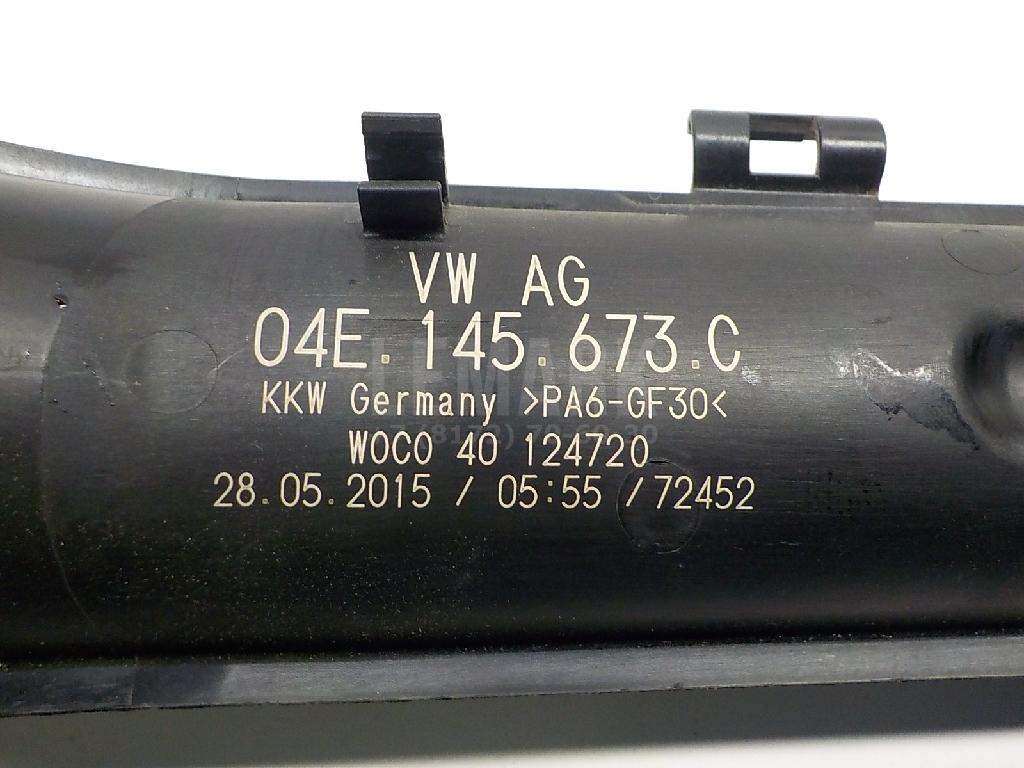 VW AG
04E.145.673.C
KKW Germany >PA6-GF30<
WOCO 40 124720
28.05.2015 / 05:55 /72452